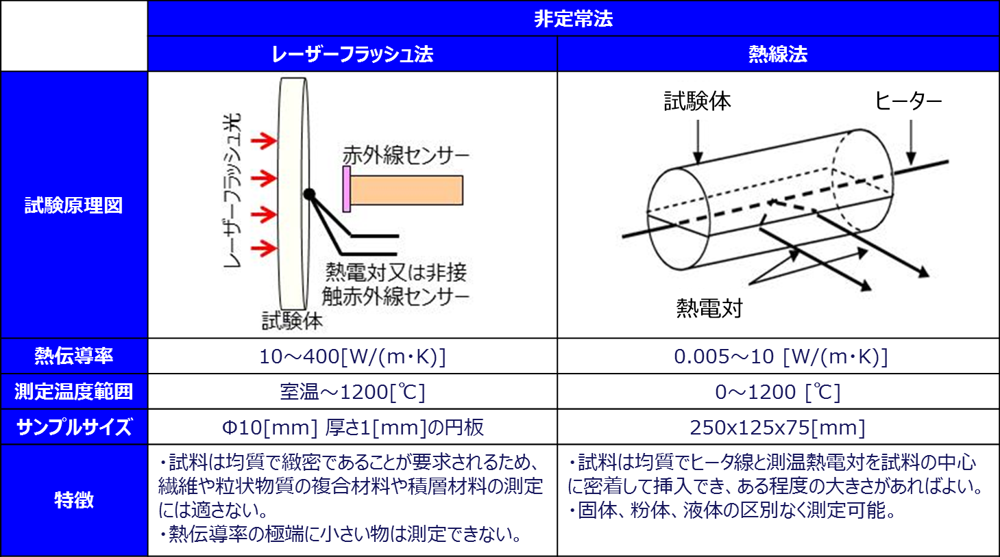 非定常法
レーザーフラッシュ法
熱線法
試験原理図
レーザーフラッシュ光
赤外線センサー
熱電対又は非接
触赤外線センサー
試験体
試験体
ヒーター
熱電対
熱伝導率
10～400[W/(m・K)]
0.005～10 [W/(m・K)]
測定温度範囲
室温～1200[℃]
0～1200 [℃]
サンプルサイズ
Φ10[mm] 厚さ1[mm]の円板
250x125x75[mm]
特徴
・試料は均質で緻密であることが要求されるため、
繊維や粒状物質の複合材料や積層材料の測定
には適さない。
・熱伝導率の極端に小さい物は測定できない。
・試料は均質でヒータ線と測温熱電対を試料の中心
に密着して挿入でき、ある程度の大きさがあればよい。
・固体、粉体、液体の区別なく測定可能。